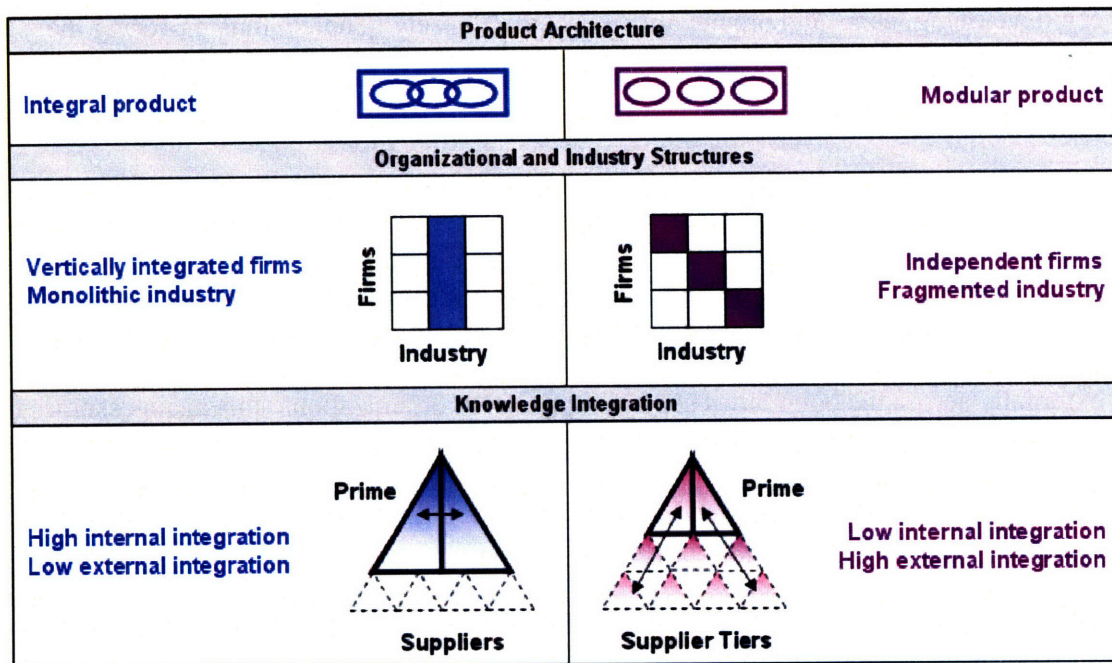 Product Architecture
Integral product
Modular product
Organizational and Industry Structures
Vertically integrated firms
Monolithic industry
Firms
Industry
Firms
Industry
Independent firms
Fragmented industry
Knowledge Integration
High internal integration
Low external integration
Prime
Suppliers
Prime
Supplier Tiers
Low internal integration
High external integration